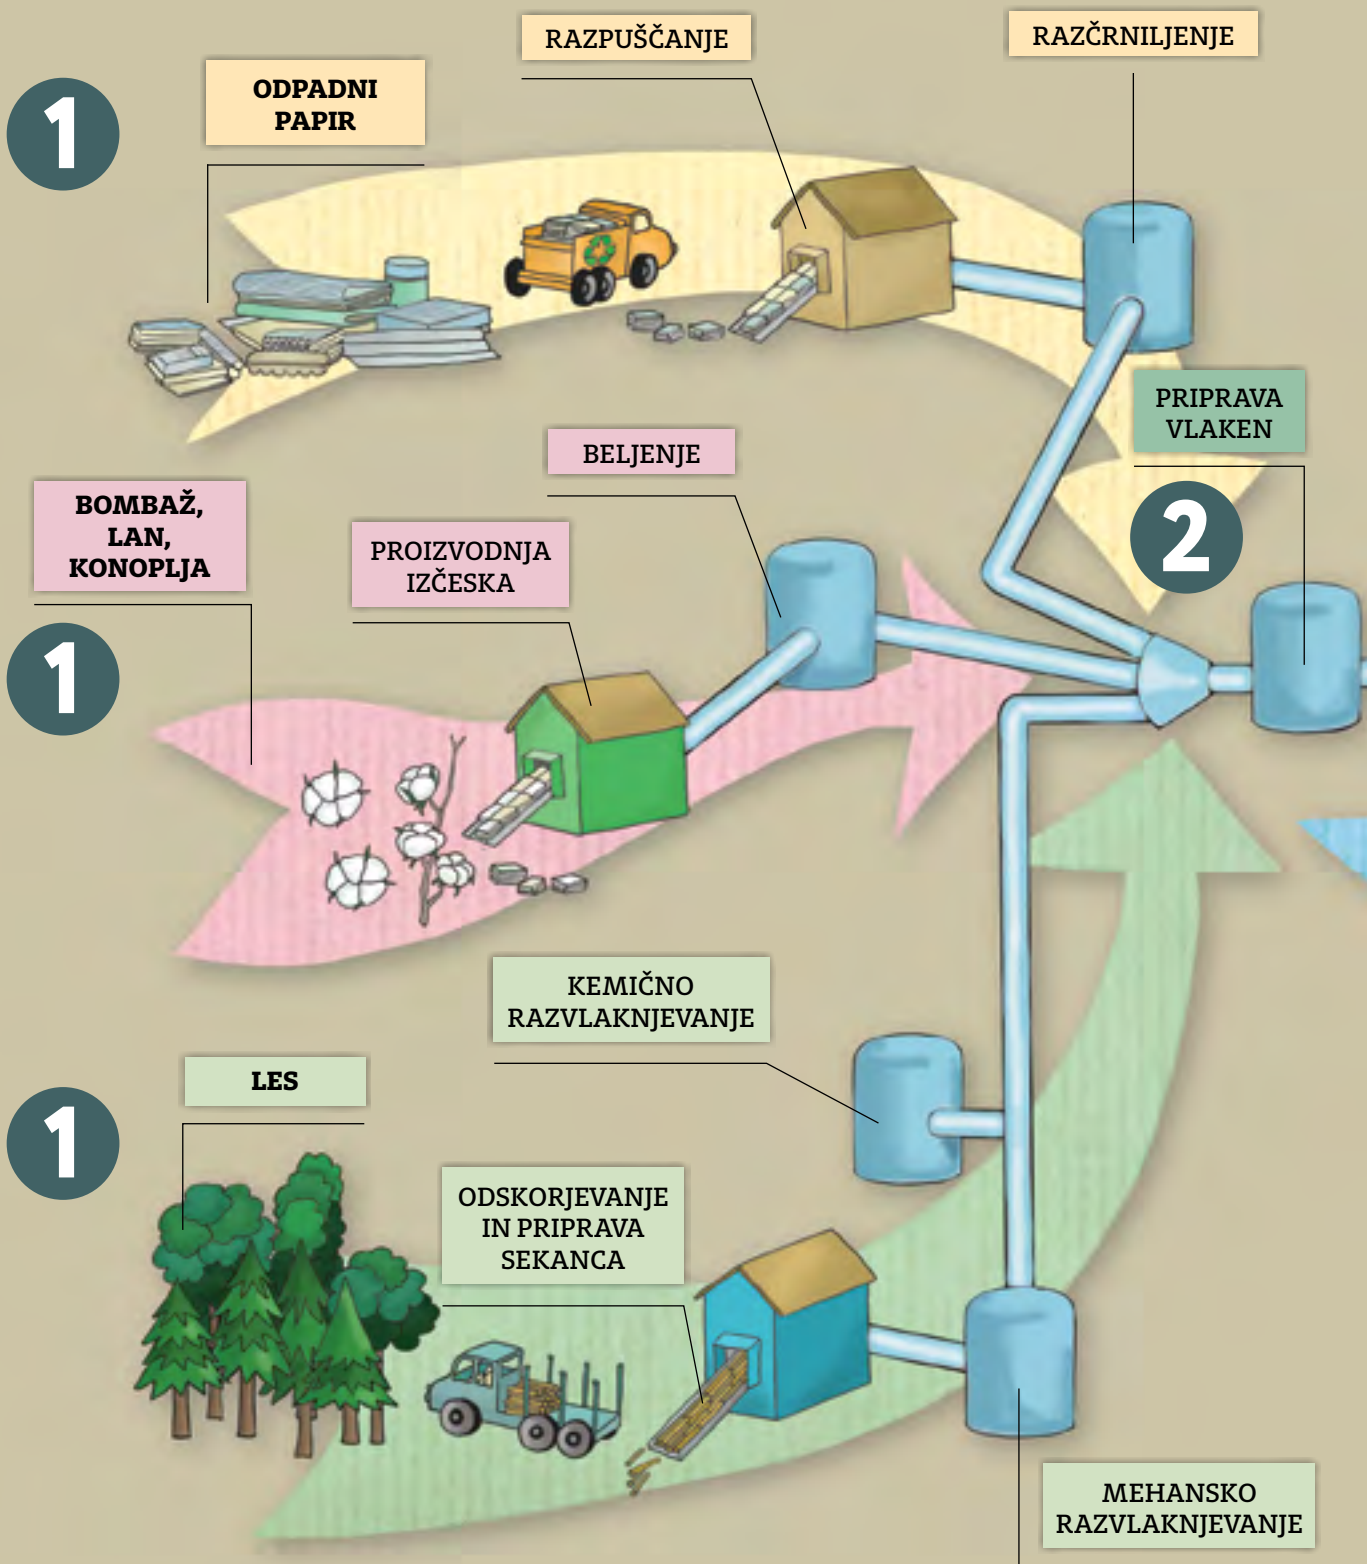 1
ODPADNI
PAPIR
RAZPUŠČANJE
RAZČRNILJENJE
PRIPRAVA
VLAKEN
2
BELJENJE
1
BOMBAŽ,
LAN,
KONOPLJA
PROIZVODNJA
IZČESKA
KEMIČNO
RAZVLAKNJEVANJE
1
LES
ODSKORJEVANJE
IN PRIPRAVA
SEKANCA
MEHANSKO
RAZVLAKNJEVANJE